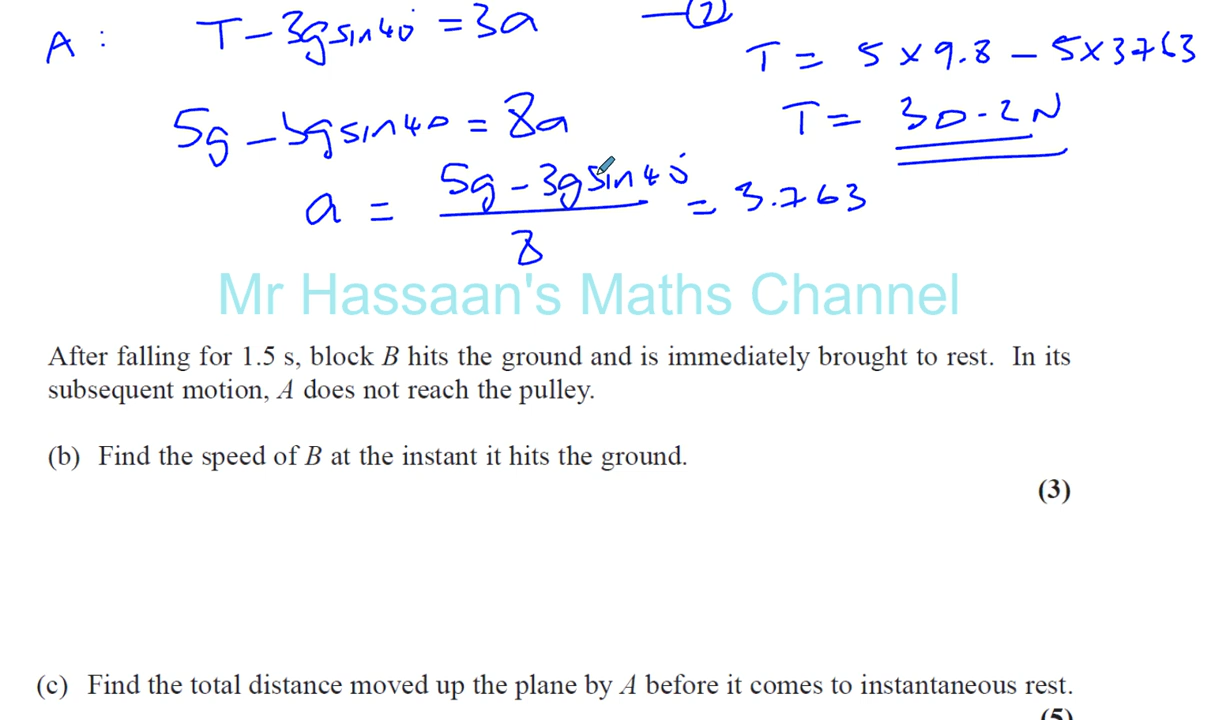 A : T - 3g sin 40° = 3a —(2)
T = 5 × 9.8 - 5×3763
5g - 3g sin 40 = 8a
T = 30.2N
a = 5g - 3g sin 40° / 8 = 3.763
Mr Hassaan's Maths Channel
After falling for 1.5 s, block B hits the ground and is immediately brought to rest. In its
subsequent motion, A does not reach the pulley.
(b) Find the speed of B at the instant it hits the ground.
(3)
(c) Find the total distance moved up the plane by A before it comes to instantaneous rest.
(5)